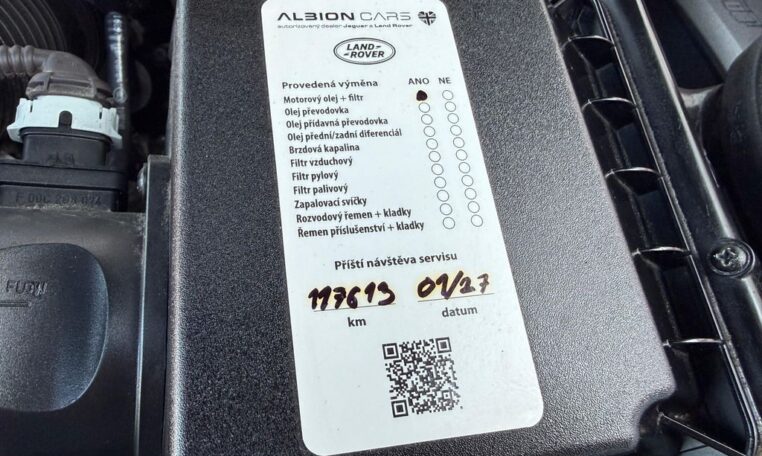 ALBION CARS
autorizovaný dealer Jaguar a Land Rover
LAND ROVER
Provedená výměna ANO NE
Motorový olej + filtr
Olej převodovka
Olej přídavná převodovka
Olej přední/zadní diferenciál
Brzdová kapalina
Filtr vzduchový
Filtr pylový
Filtr palivový
Zapalovací svíčky
Rozvodový řemen + kladky
Řemen příslušenství + kladky
Příští návštěva servisu
117613 01/27
km datum
FLOW